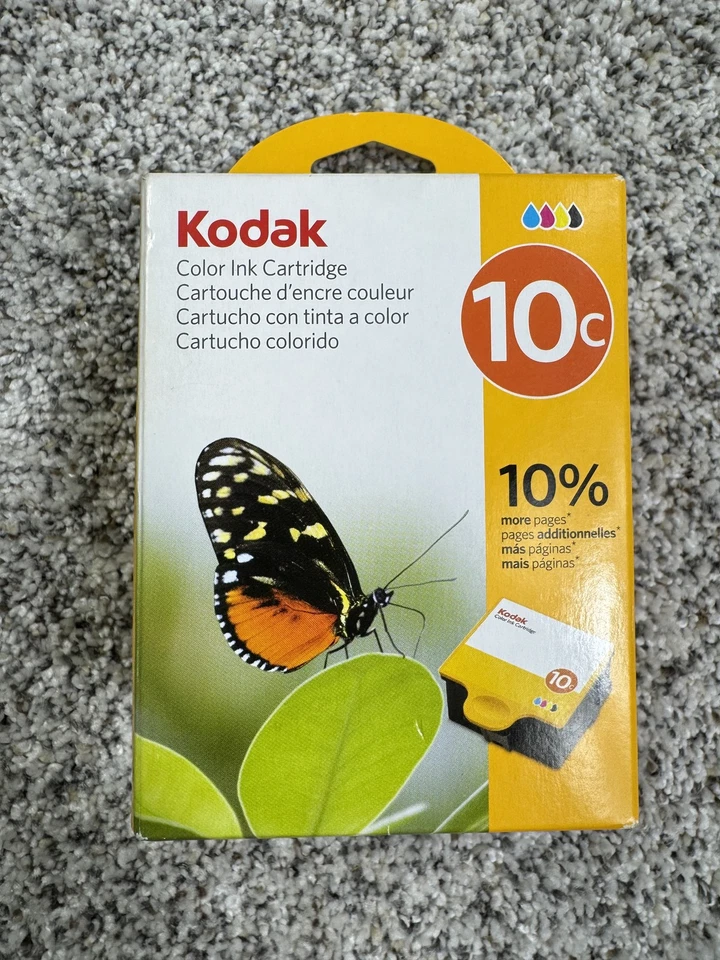 Kodak
Color Ink Cartridge
Cartouche d'encre couleur
Cartucho con tinta a color
Cartucho colorido
10c
10%
more pages*
pages additionnelles*
más páginas*
mais páginas*
Kodak
Color Ink Cartridge
10c